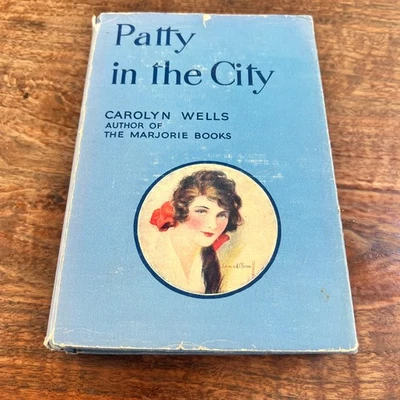 Patty
in the City
CAROLYN WELLS
AUTHOR OF
THE MARJORIE BOOKS